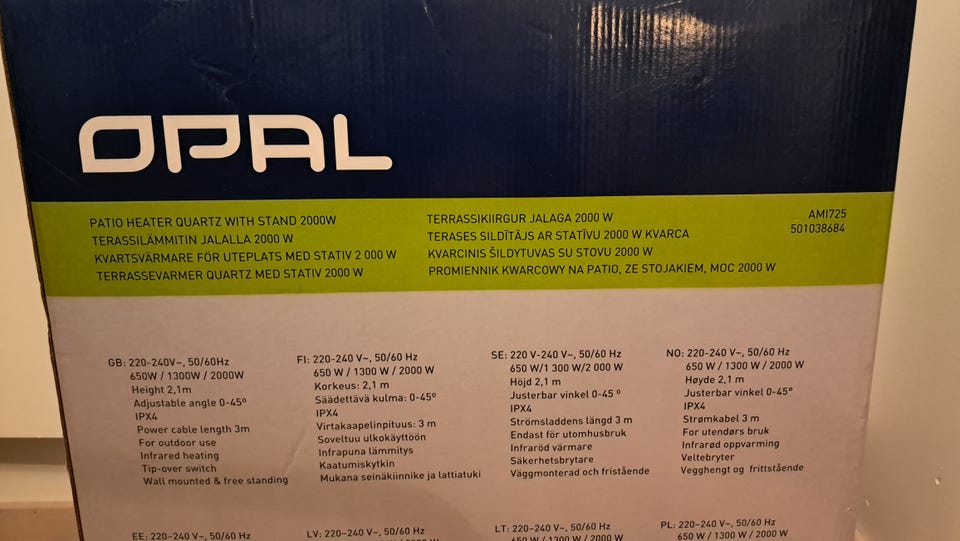 OPAL
PATIO HEATER QUARTZ WITH STAND 2000W
TERASSILÄMMITIN JALALLA 2000 W
KVARTSVÄRMARE FÖR UTEPLATS MED STATIV 2 000 W
TERRASSEVARMER QUARTZ MED STATIV 2000 W
TERRASSIKIIRGUR JALAGA 2000 W
TERASES SILDĪTĀJS AR STATĪVU 2000 W KVARCA
KVARCINIS ŠILDYTUVAS SU STOVU 2000 W
PROMIENNIK KWARCOWY NA PATIO, ZE STOJAKIEM, MOC 2000 W
AMI725
501038684
GB: 220-240V~, 50/60Hz
650W / 1300W / 2000W
Height 2,1m
Adjustable angle 0-45º
IPX4
Power cable length 3m
For outdoor use
Infrared heating
Tip-over switch
Wall mounted & free standing
FI: 220-240 V~, 50/60 Hz
650 W / 1300 W / 2000 W
Korkeus: 2,1 m
Säädettävä kulma: 0-45º
IPX4
Virtakaapelinpituus: 3 m
Soveltuu ulkokäyttöön
Infrapuna lämmitys
Kaatumiskytkin
Mukana seinäkiinnike ja lattiatuki
SE: 220 V-240 V~, 50/60 Hz
650 W/1 300 W/2 000 W
Höjd 2,1 m
Justerbar vinkel 0-45 º
IPX4
Strömsladdens längd 3 m
Endast för utomhusbruk
Infraröd värmare
Säkerhetsbrytare
Väggmonterad och fristående
NO: 220-240 V~, 50/60 Hz
650 W / 1300 W / 2000 W
Høyde 2,1 m
Justerbar vinkel 0-45º
IPX4
Strømkabel 3 m
For utendørs bruk
Infrarød oppvarming
Veltebryter
Vegghengt og frittstående
EE: 220-240 V~, 50/60 Hz
LV: 220-240 V~, 50/60 Hz
LT: 220-240 V~, 50/60 Hz
650 W / 1300 W / 2000 W
PL: 220-240 V~, 50/60 Hz
650 W / 1300 W / 2000 W